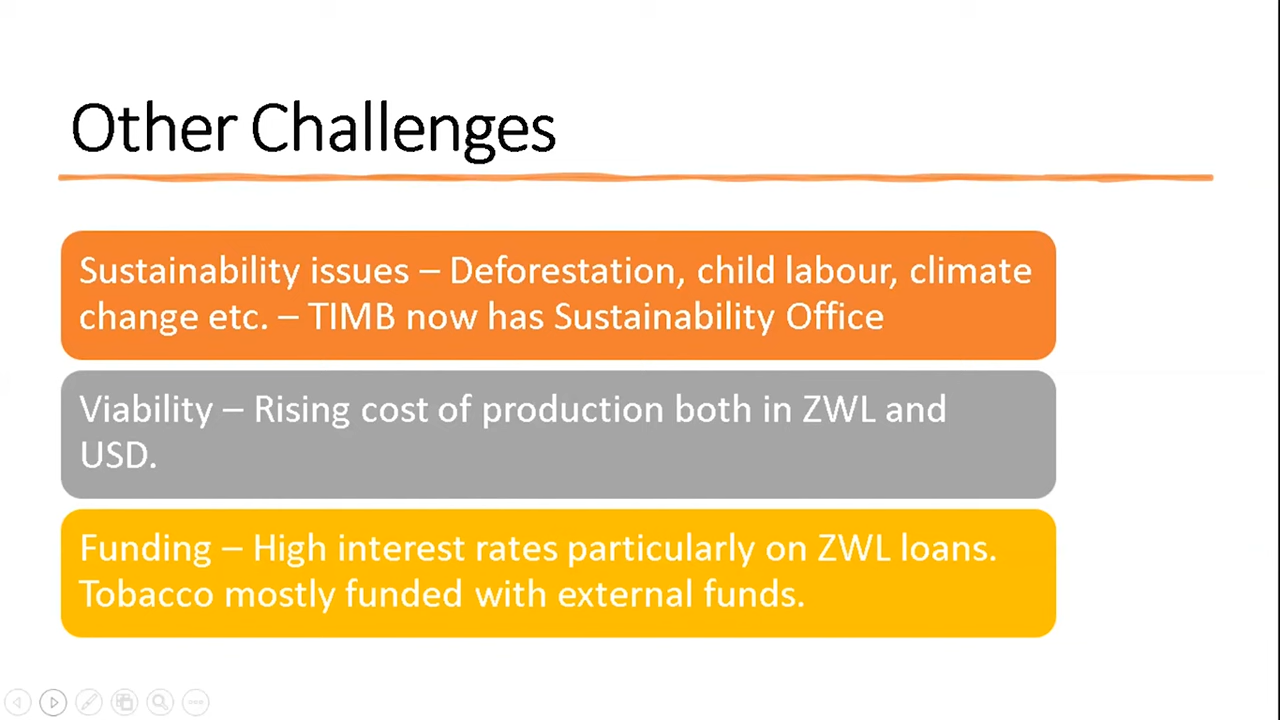 Other Challenges
Sustainability issues – Deforestation, child labour, climate
change etc. – TIMB now has Sustainability Office
Viability – Rising cost of production both in ZWL and
USD.
Funding – High interest rates particularly on ZWL loans.
Tobacco mostly funded with external funds.